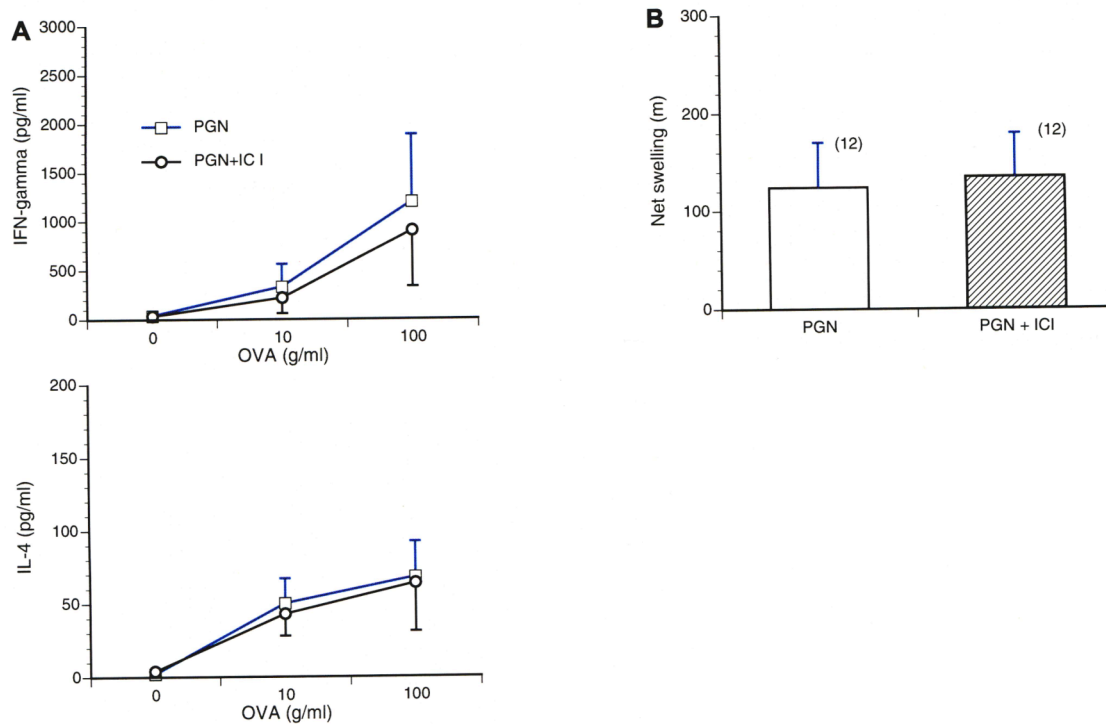 A
IFN-gamma (pg/ml)
3000
2500
2000
1500
1000
500
0
PGN
PGN+IC I
0 10 100
OVA (g/ml)
B
Net swelling (m)
300
200
100
0
(12) (12)
PGN PGN + ICI
IL-4 (pg/ml)
200
150
100
50
0
0 10 100
OVA (g/ml)